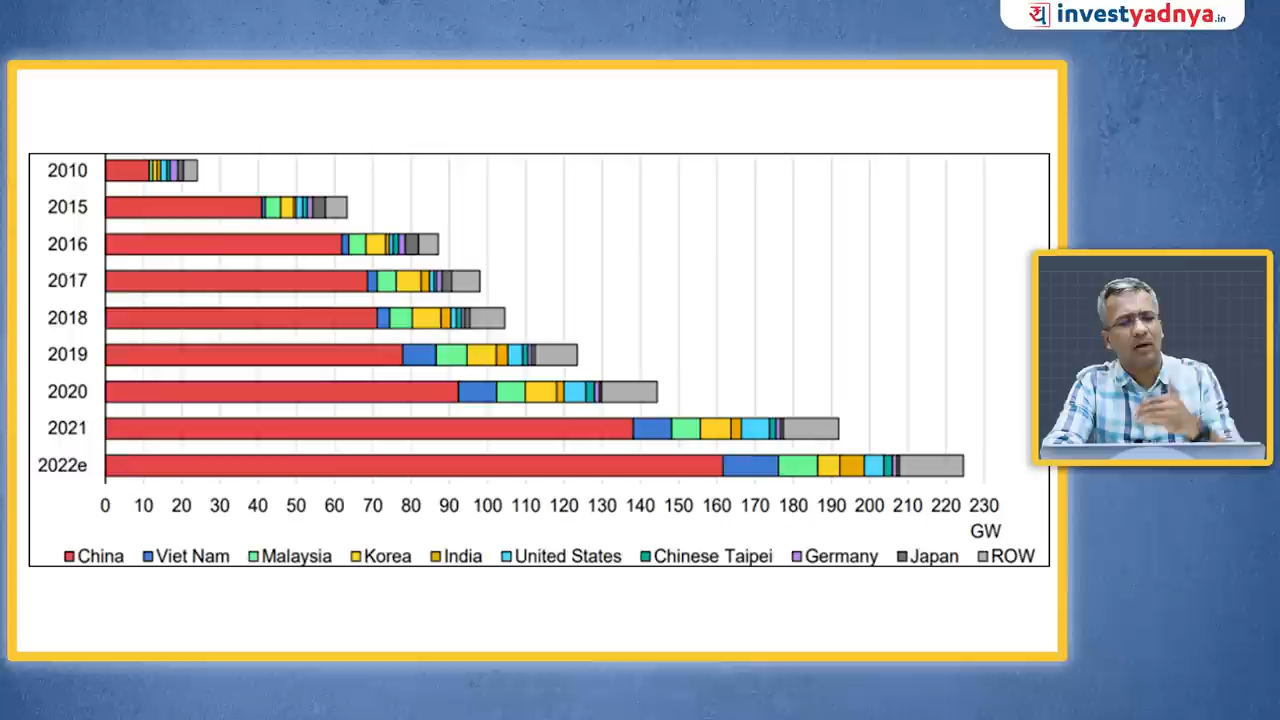 investyadnya.in
2010
2015
2016
2017
2018
2019
2020
2021
2022e
0 10 20 30 40 50 60 70 80 90 100 110 120 130 140 150 160 170 180 190 200 210 220 230
GW
China Viet Nam Malaysia Korea India United States Chinese Taipei Germany Japan ROW